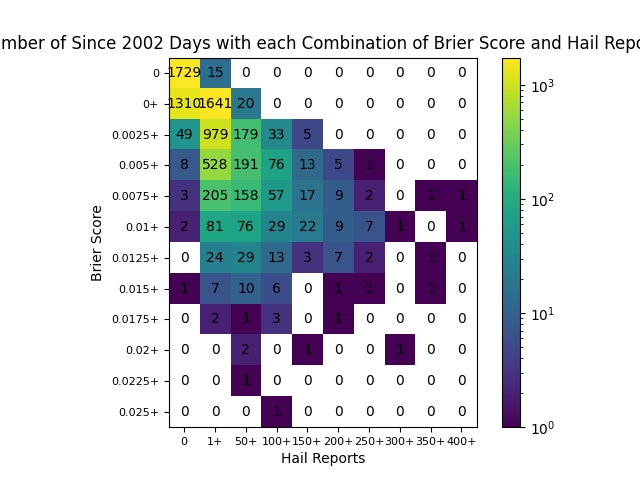 mber of Since 2002 Days with each Combination of Brier Score and Hail Repo
0 1729 15 0 0 0 0 0 0 0 0
0+ 1310 1641 20 0 0 0 0 0 0 0
0.0025+ 49 979 179 33 5 0 0 0 0 0
0.005+ 8 528 191 76 13 5 1 0 0 0
0.0075+ 3 205 158 57 17 9 2 0 1 1
0.01+ 2 81 76 29 22 9 7 1 0 1
0.0125+ 0 24 29 13 3 7 2 0 1 0
0.015+ 1 7 10 6 0 1 1 0 1 0
0.0175+ 0 2 1 3 0 1 0 0 0 0
0.02+ 0 0 2 0 1 0 0 1 0 0
0.0225+ 0 0 1 0 0 0 0 0 0 0
0.025+ 0 0 0 1 0 0 0 0 0 0
0 1+ 50+ 100+ 150+ 200+ 250+ 300+ 350+ 400+
Hail Reports
Brier Score
10³
10²
10¹
10⁰